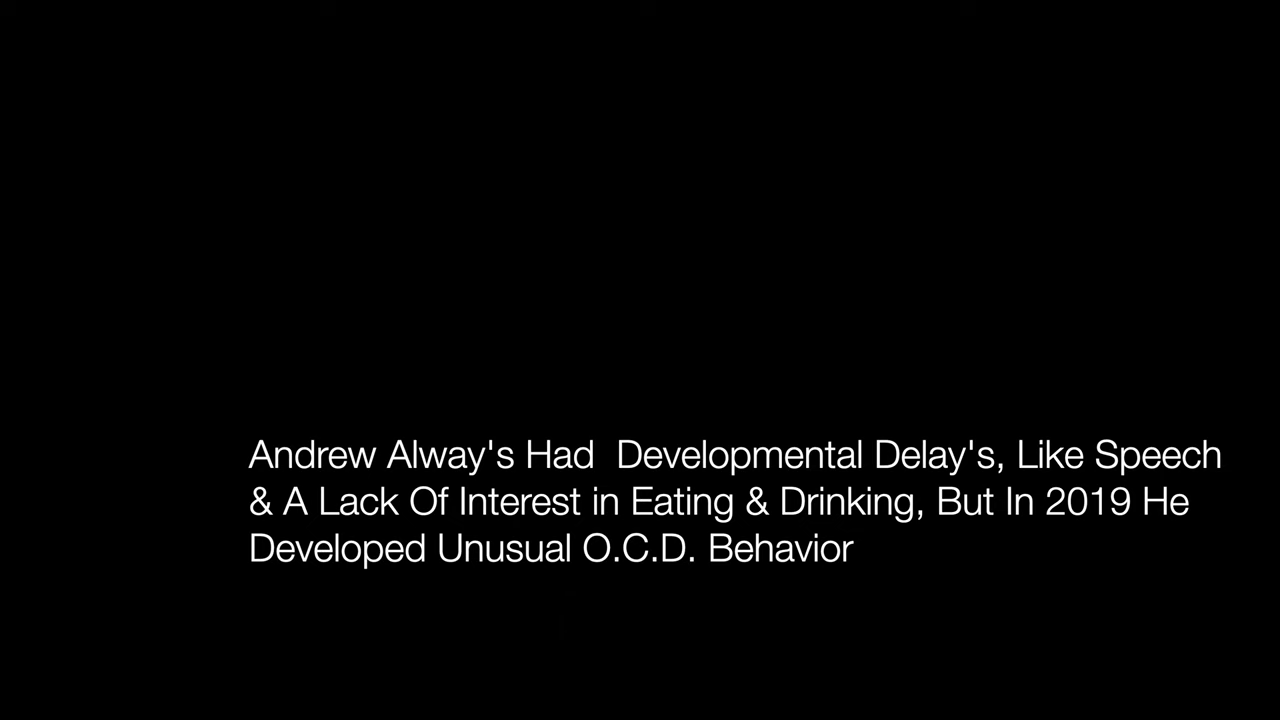 Andrew Alway's Had  Developmental Delay's, Like Speech
& A Lack Of Interest in Eating & Drinking, But In 2019 He
Developed Unusual O.C.D. Behavior